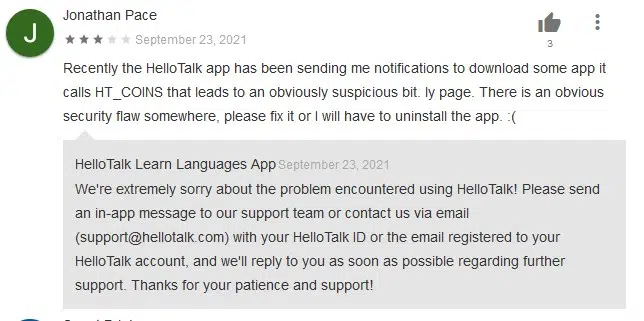 J
Jonathan Pace
September 23, 2021
3
Recently the HelloTalk app has been sending me notifications to download some app it
calls HT_COINS that leads to an obviously suspicious bit. ly page. There is an obvious
security flaw somewhere, please fix it or I will have to uninstall the app. :(
HelloTalk Learn Languages App September 23, 2021
We're extremely sorry about the problem encountered using HelloTalk! Please send
an in-app message to our support team or contact us via email
(support@hellotalk.com) with your HelloTalk ID or the email registered to your
HelloTalk account, and we'll reply to you as soon as possible regarding further
support. Thanks for your patience and support!